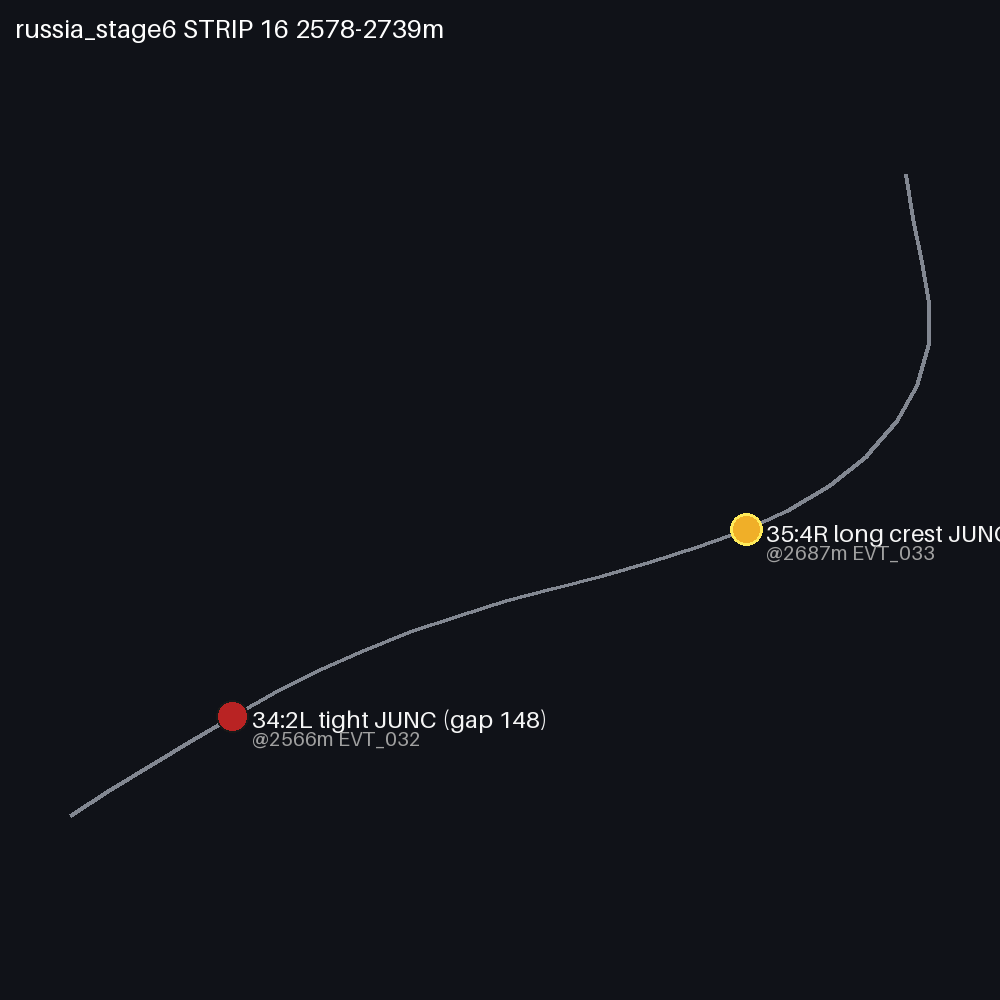 russia_stage6 STRIP 16 2578-2739m
35:4R long crest JUNC
@2687m EVT_033
34:2L tight JUNC (gap 148)
@2566m EVT_032